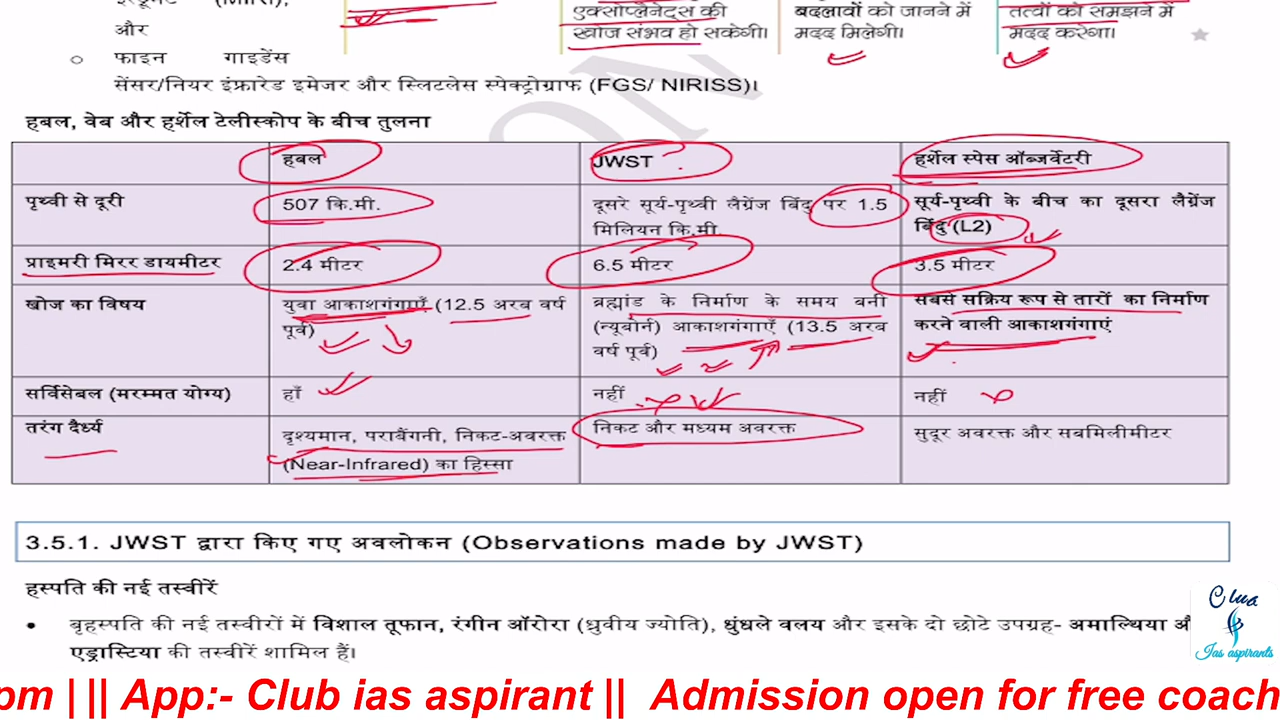 इंस्ट्रूमेंट (MIRI),
और
एक्सोप्लेनेट्स की
खोज संभव हो सकेगी।
बदलावों को जानने में
मदद मिलेगी।
तत्वों को समझने में
मदद करेगा।
फाइन गाइडेंस
सेंसर/नियर इंफ्रारेड इमेजर और स्लिटलेस स्पेक्ट्रोग्राफ (FGS/ NIRISS)।
हबल, वेब और हर्शेल टेलीस्कोप के बीच तुलना
हबल
JWST
हर्शेल स्पेस ऑब्जर्वेटरी
पृथ्वी से दूरी
507 कि.मी.
दूसरे सूर्य-पृथ्वी लैग्रेंज बिंदु पर 1.5
मिलियन कि.मी.
सूर्य-पृथ्वी के बीच का दूसरा लैग्रेंज
बिंदु (L2)
प्राइमरी मिरर डायमीटर
2.4 मीटर
6.5 मीटर
3.5 मीटर
खोज का विषय
युवा आकाशगंगाएँ (12.5 अरब वर्ष
पूर्व)
ब्रह्मांड के निर्माण के समय बनी
(न्यूबोर्न) आकाशगंगाएँ (13.5 अरब
वर्ष पूर्व)
सबसे सक्रिय रूप से तारों का निर्माण
करने वाली आकाशगंगाएं
सर्विसेबल (मरम्मत योग्य)
हाँ
नहीं
नहीं
तरंग दैर्ध्य
दृश्यमान, पराबैंगनी, निकट-अवरक्त
(Near-Infrared) का हिस्सा
निकट और मध्यम अवरक्त
सुदूर अवरक्त और सबमिलीमीटर
3.5.1. JWST द्वारा किए गए अवलोकन (Observations made by JWST)
हस्पति की नई तस्वीरें
• बृहस्पति की नई तस्वीरों में विशाल तूफान, रंगीन ऑरोरा (ध्रुवीय ज्योति), धुंधले वलय और इसके दो छोटे उपग्रह- अमाल्थिया
एड्रास्टिया की तस्वीरें शामिल हैं।
Club
Ias aspirants
pm | || App:- Club ias aspirant || Admission open for free coach